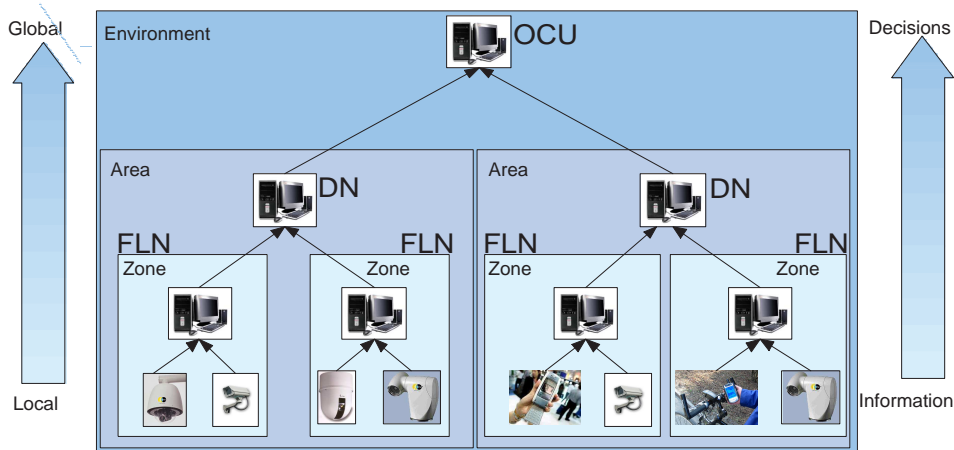 Global
Environment
OCU
Decisions
Area
DN
Area
DN
FLN
FLN
FLN
FLN
Zone
Zone
Zone
Zone
Local
Information